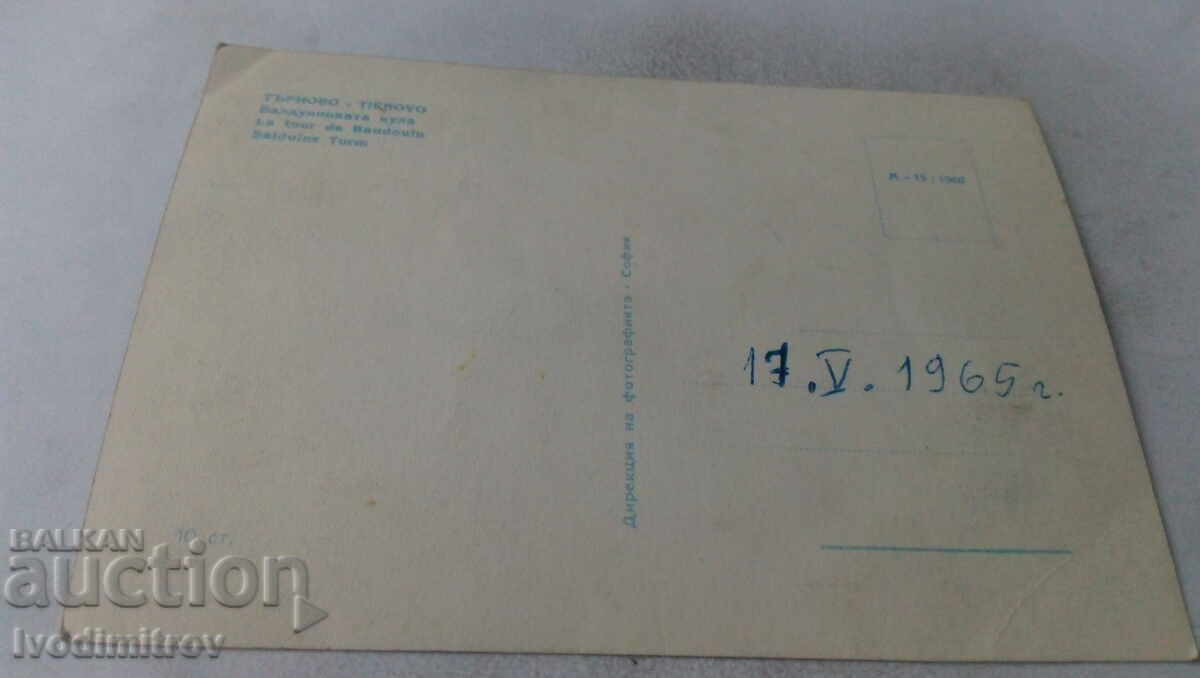 ТЪРНОВО - TIRNOVO
Балдуиновата кула
La tour de Baudouin
Balduins Turm
К. - 15 / 1960
Дирекция на фотографията - София
17. V. 1965 г.
10 ст.
BALKAN
auction
Ivodimitrov